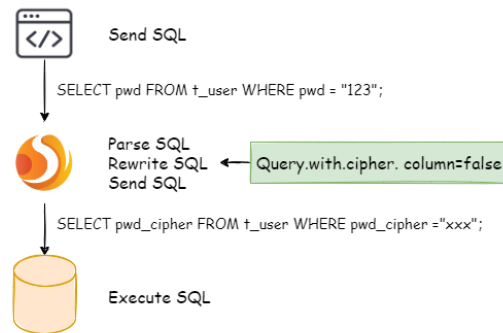 </>
Send SQL
SELECT pwd FROM t_user WHERE pwd = "123";
Parse SQL
Rewrite SQL
Send SQL
Query.with.cipher. column=false
SELECT pwd_cipher FROM t_user WHERE pwd_cipher ="xxx";
Execute SQL